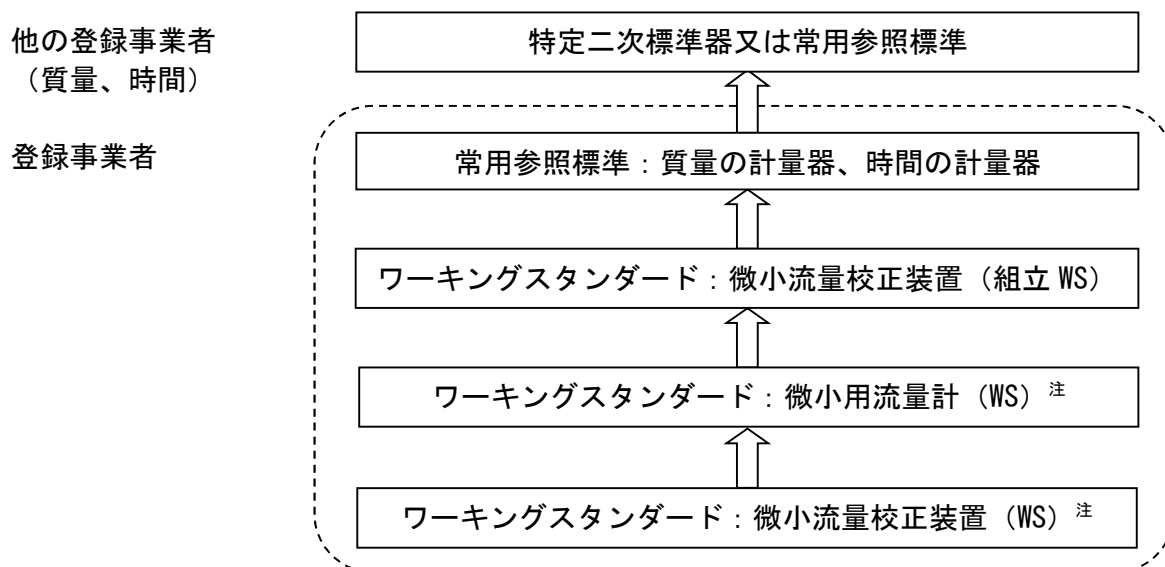 他の登録事業者
（質量、時間）
特定二次標準器又は常用参照標準
登録事業者
常用参照標準：質量の計量器、時間の計量器
ワーキングスタンダード：微小流量校正装置（組立 WS）
ワーキングスタンダード：微小用流量計（WS）注
ワーキングスタンダード：微小流量校正装置（WS）注